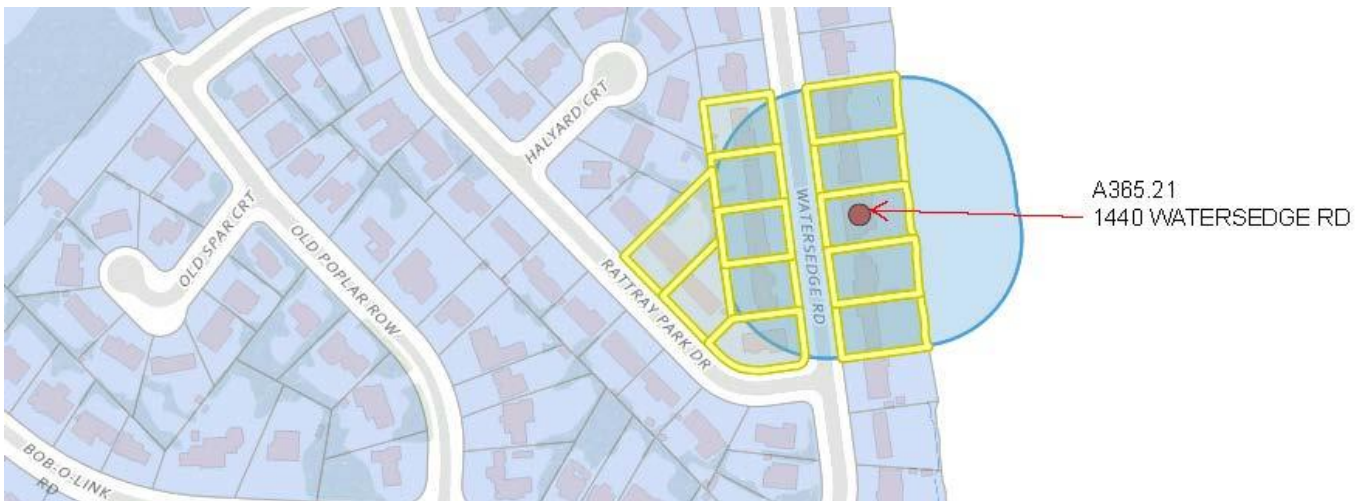 HALYARD CRT
A365.21
1440 WATERSEDGE RD
OLD SPAR CRT
WATERSEDGE RD
OLD POPLAR ROW
RATTRAY PARK DR
BOB-O-LINK
RD